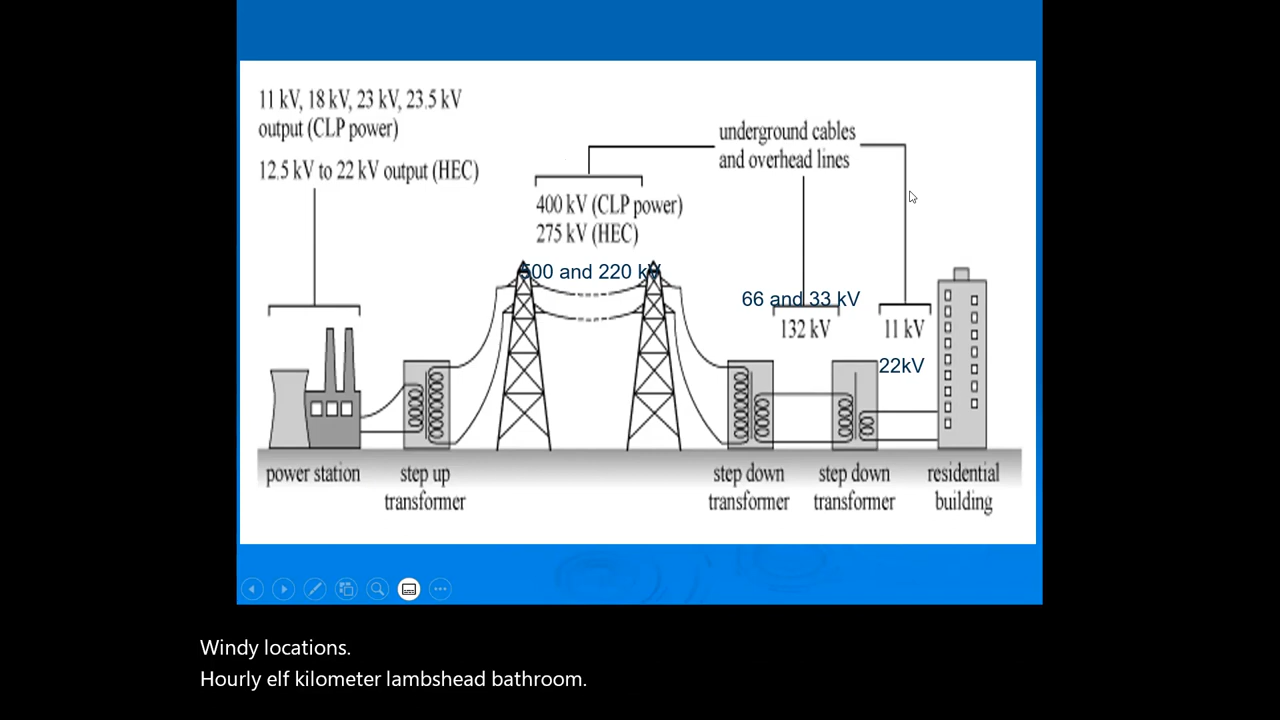 11 kV, 18 kV, 23 kV, 23.5 kV
output (CLP power)
12.5 kV to 22 kV output (HEC)
underground cables
and overhead lines
400 kV (CLP power)
275 kV (HEC)
500 and 220 kV
66 and 33 kV
132 kV
11 kV
22kV
power station
step up
transformer
step down
transformer
step down
transformer
residential
building
Windy locations.
Hourly elf kilometer lambshead bathroom.